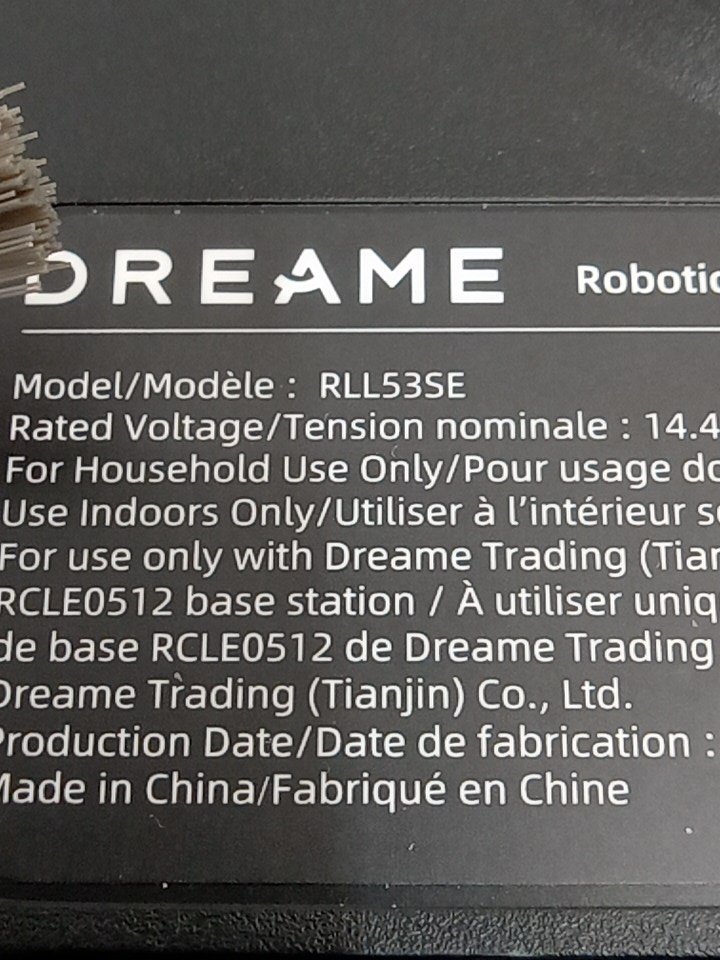 DREAME Robotic
Model/Modèle : RLL53SE
Rated Voltage/Tension nominale : 14.4
For Household Use Only/Pour usage do
Use Indoors Only/Utiliser à l’intérieur s
For use only with Dreame Trading (Tian
RCLE0512 base station / À utiliser uniq
de base RCLE0512 de Dreame Trading
Dreame Trading (Tianjin) Co., Ltd.
Production Date/Date de fabrication :
Made in China/Fabriqué en Chine